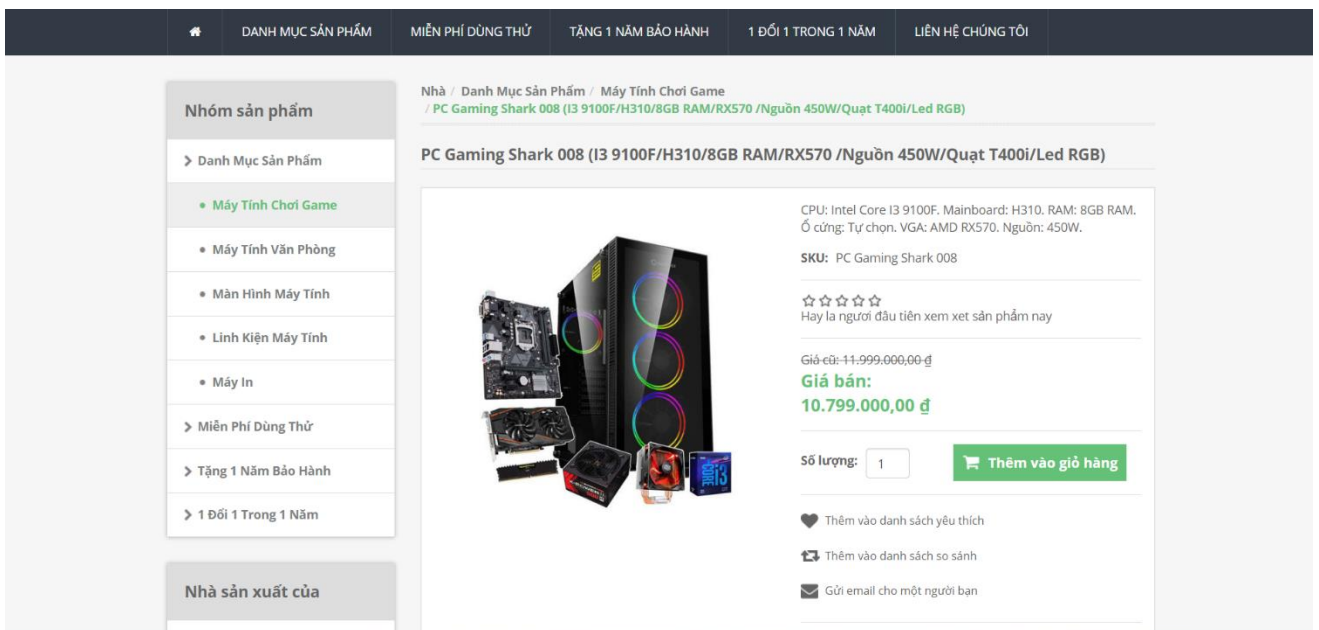 DANH MỤC SẢN PHẨM
MIỄN PHÍ DÙNG THỬ
TẶNG 1 NĂM BẢO HÀNH
1 ĐỔI 1 TRONG 1 NĂM
LIÊN HỆ CHÚNG TÔI
Nhóm sản phẩm
Danh Mục Sản Phẩm
Máy Tính Chơi Game
Máy Tính Văn Phòng
Màn Hình Máy Tính
Linh Kiện Máy Tính
Máy In
Miễn Phí Dùng Thử
Tặng 1 Năm Bảo Hành
1 Đổi 1 Trong 1 Năm
Nhà sản xuất của
Nhà / Danh Mục Sản Phẩm / Máy Tính Chơi Game
/ PC Gaming Shark 008 (I3 9100F/H310/8GB RAM/RX570 /Nguồn 450W/Quạt T400i/Led RGB)
PC Gaming Shark 008 (I3 9100F/H310/8GB RAM/RX570 /Nguồn 450W/Quạt T400i/Led RGB)
CORE i3
CPU: Intel Core I3 9100F. Mainboard: H310. RAM: 8GB RAM.
Ổ cứng: Tự chọn. VGA: AMD RX570. Nguồn: 450W.
SKU: PC Gaming Shark 008
Hay la ngươi đâu tiên xem xet sản phẩm nay
Giá cũ: 11.999.000,00 ₫
Giá bán:
10.799.000,00 ₫
Số lượng: 1
Thêm vào giỏ hàng
Thêm vào danh sách yêu thích
Thêm vào danh sách so sánh
Gửi email cho một người bạn